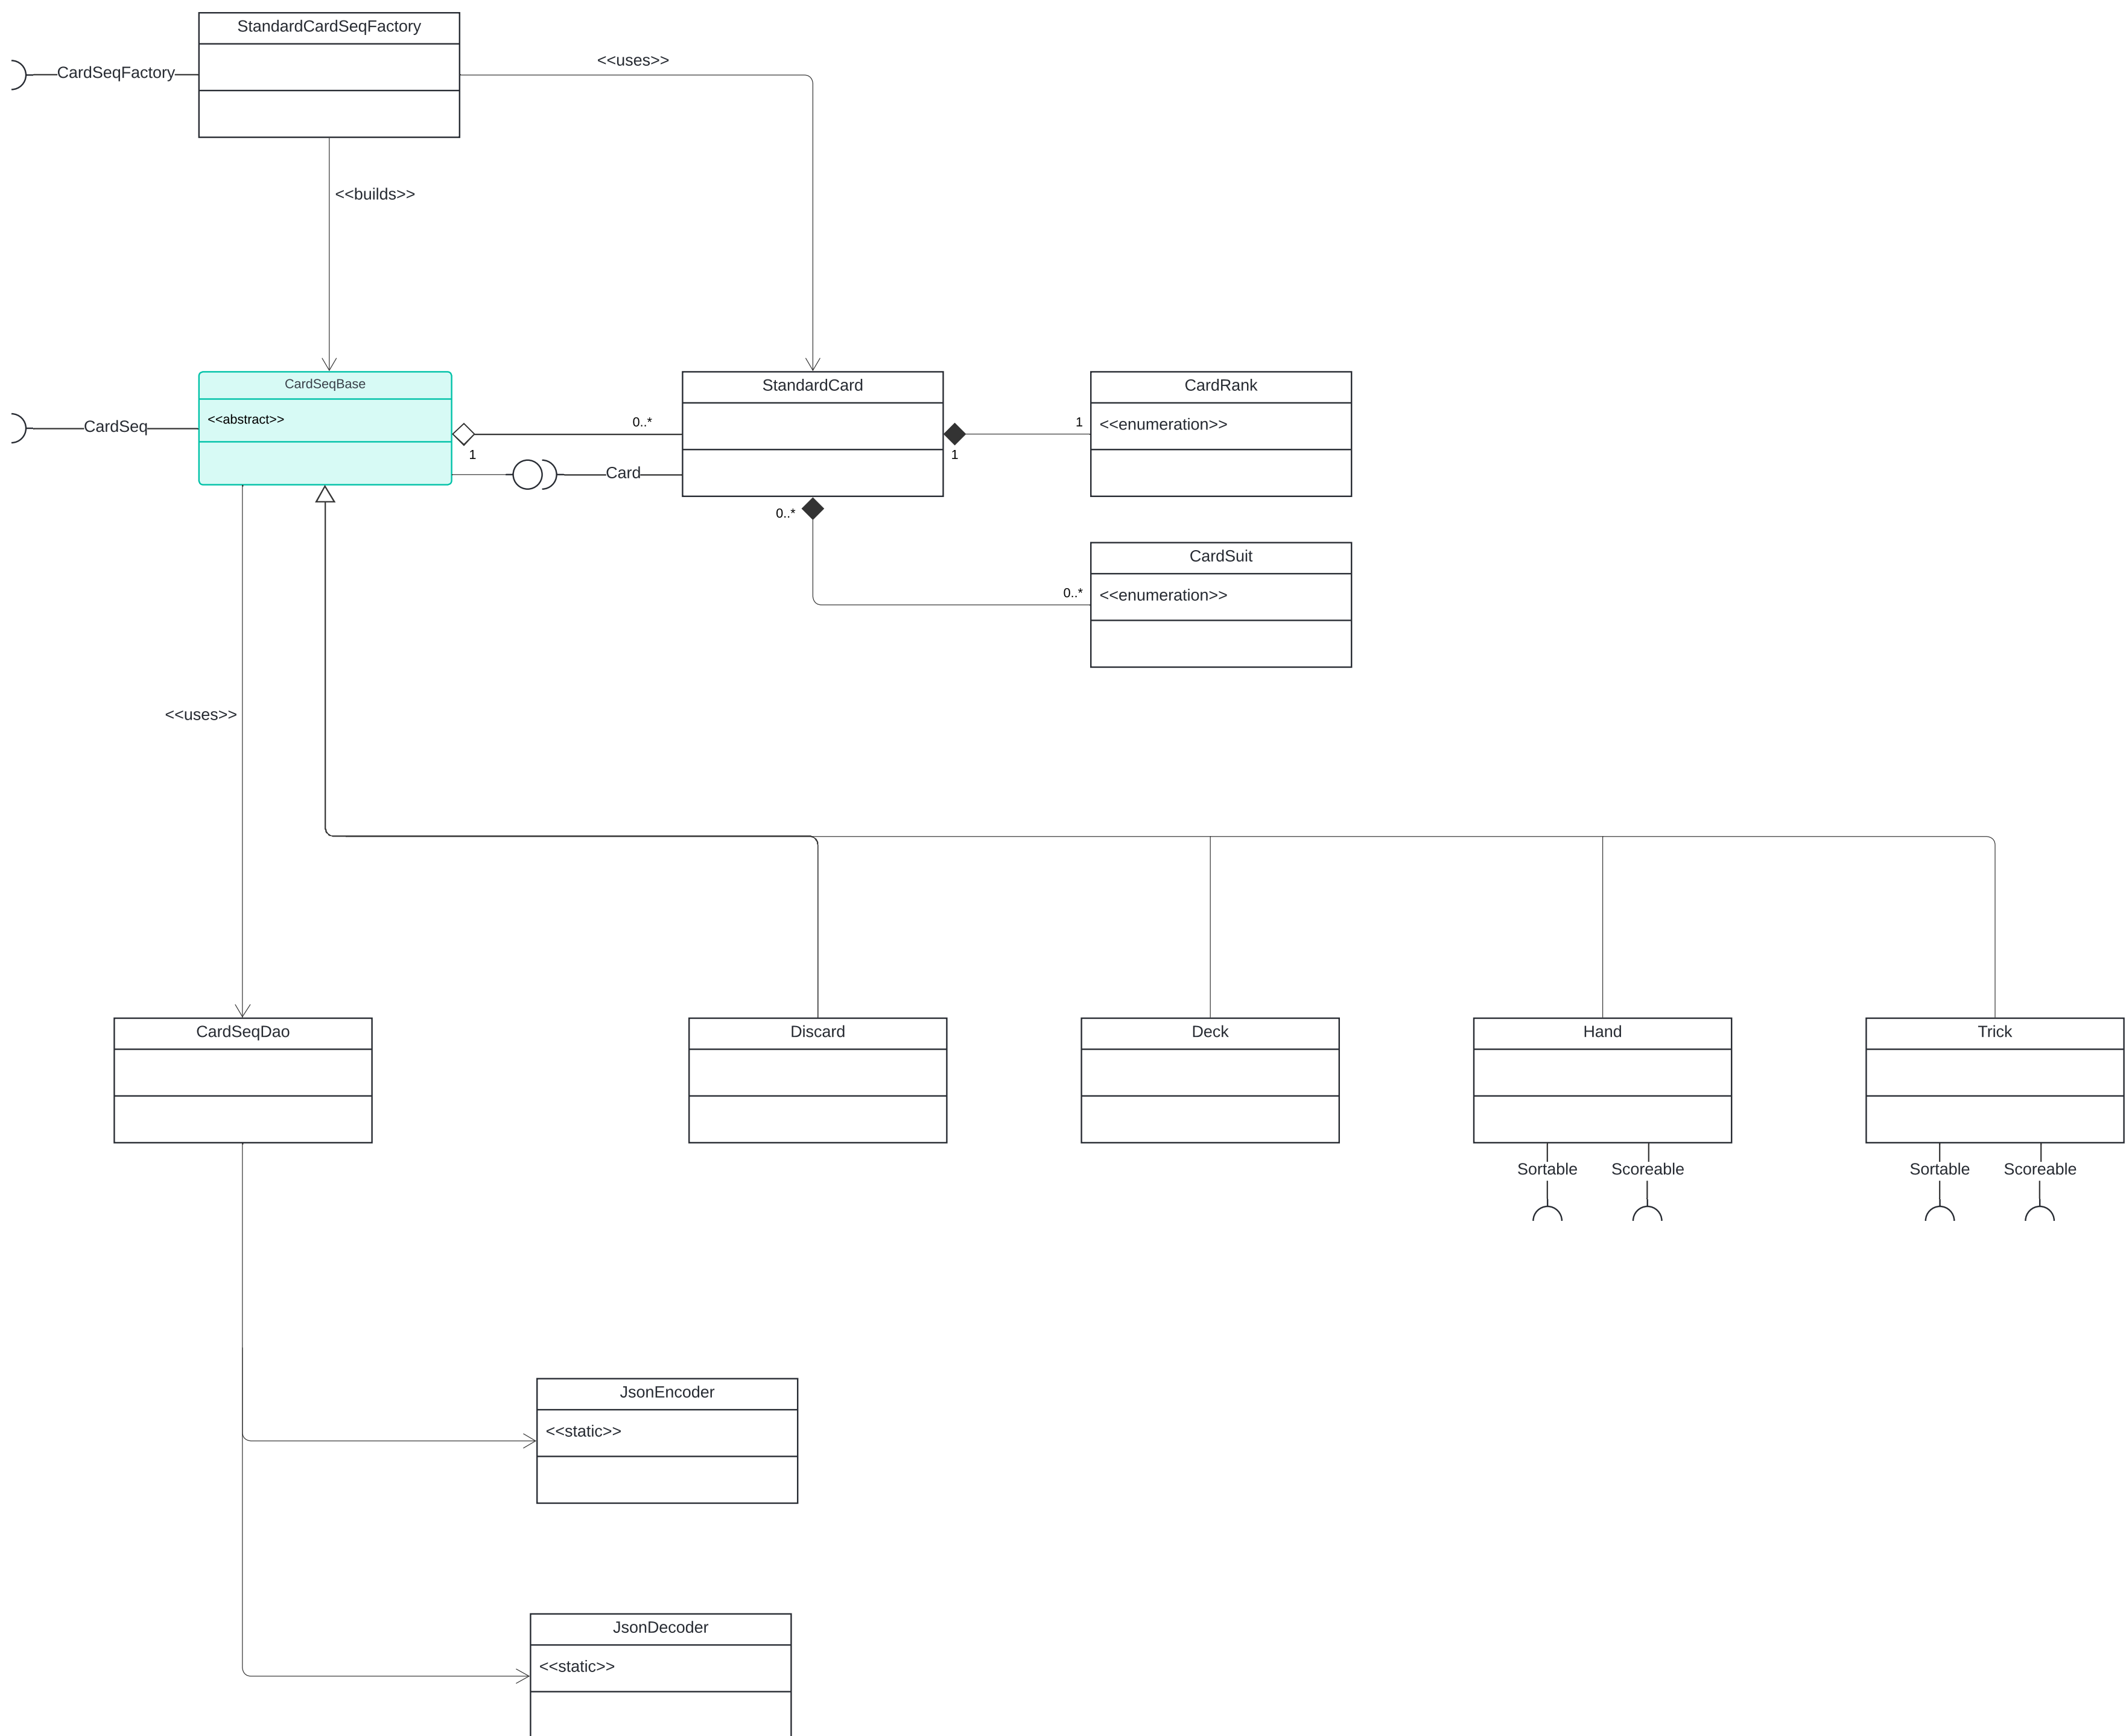 StandardCardSeqFactory
CardSeqFactory
<<uses>>
<<builds>>
CardSeqBase
<<abstract>>
CardSeq
1
0..*
Card
StandardCard
1
1
0..*
0..*
CardRank
<<enumeration>>
CardSuit
<<enumeration>>
<<uses>>
CardSeqDao
Discard
Deck
Hand
Trick
Sortable
Scoreable
Sortable
Scoreable
JsonEncoder
<<static>>
JsonDecoder
<<static>>